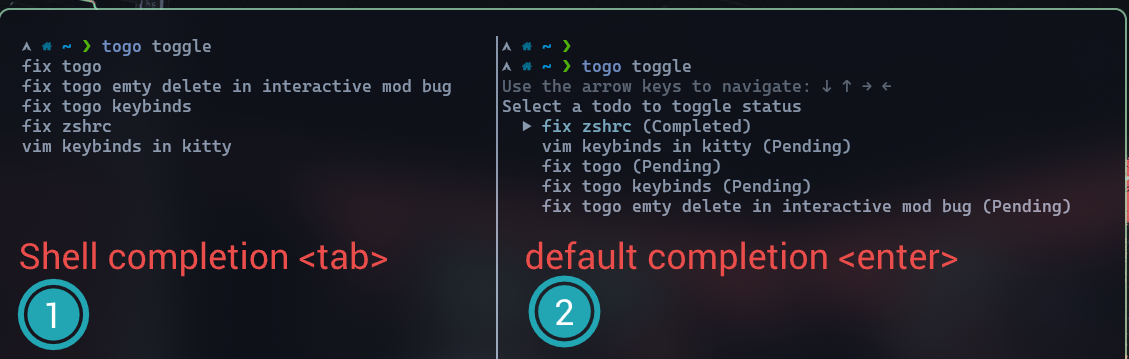 ~ ❯ togo toggle
fix togo
fix togo emty delete in interactive mod bug
fix togo keybinds
fix zshrc
vim keybinds in kitty
Shell completion <tab>
1
~ ❯
~ ❯ togo toggle
Use the arrow keys to navigate: ↓ ↑ → ←
Select a todo to toggle status
▸ fix zshrc (Completed)
vim keybinds in kitty (Pending)
fix togo (Pending)
fix togo keybinds (Pending)
fix togo emty delete in interactive mod bug (Pending)
default completion <enter>
2